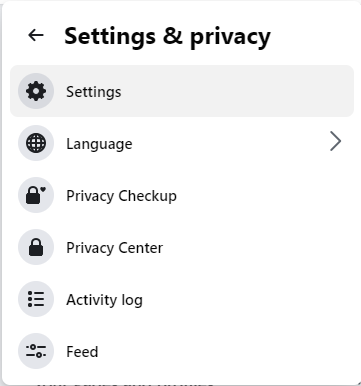 Settings & privacy
Settings
Language
Privacy Checkup
Privacy Center
Activity log
Feed